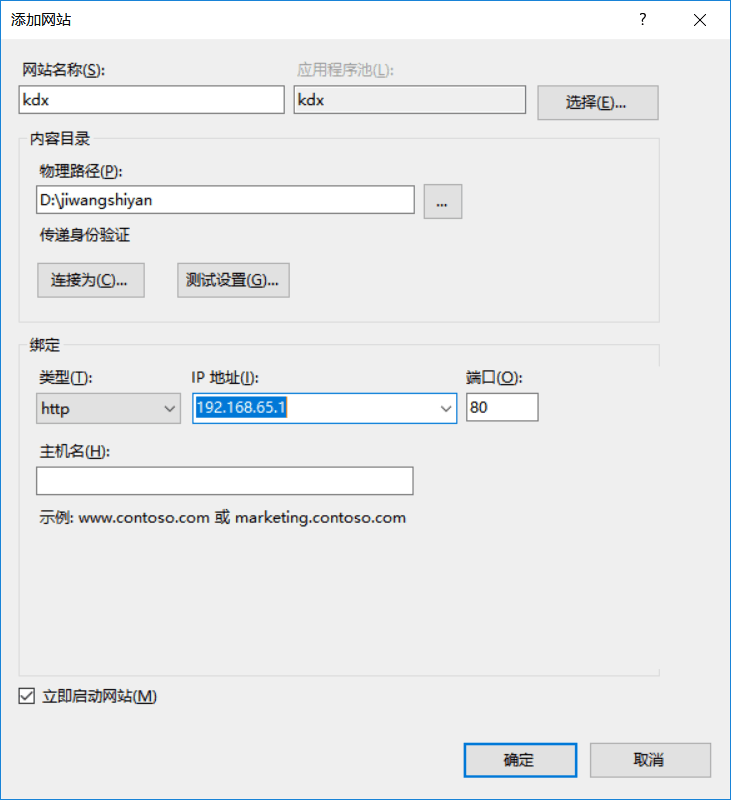 添加网站
?
网站名称(S): 应用程序池(L):
kdx kdx 选择(E)...
内容目录
物理路径(P):
D:\jiwangshiyan ...
传递身份验证
连接为(C)... 测试设置(G)...
绑定
类型(T): IP 地址(I): 端口(O):
http 192.168.65.1 80
主机名(H):
示例: www.contoso.com 或 marketing.contoso.com
立即启动网站(M)
确定 取消